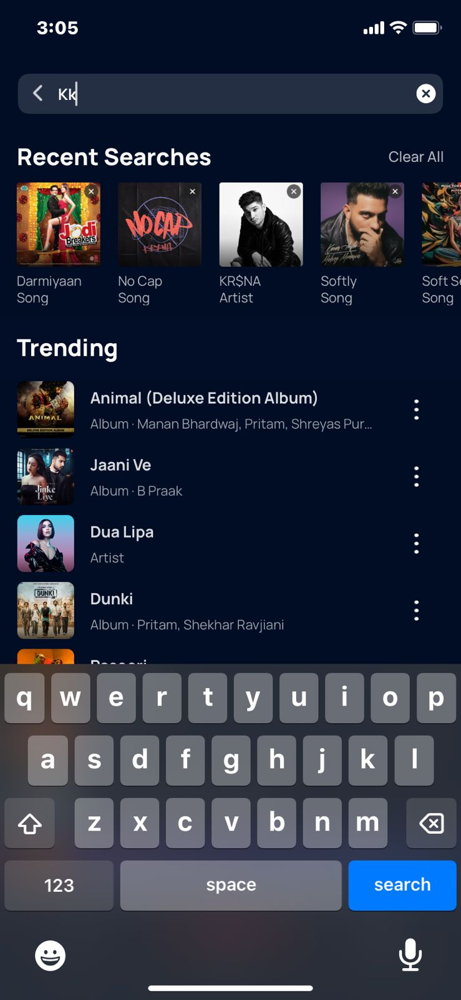 3:05
Kk
Recent Searches
Clear All
Jodi
Breakers
NO CAP
KR$NA
MUSIC FOR
Darmiyaan
Song
No Cap
Song
KR$NA
Artist
Softly
Song
Soft Se
Song
Trending
ANIMAL
DELUXE EDITION ALBUM
Animal (Deluxe Edition Album)
Album · Manan Bhardwaj, Pritam, Shreyas Pur...
Jinke
Liye
Jaani Ve
Album · B Praak
Dua Lipa
Artist
DUNKI
Dunki
Album · Pritam, Shekhar Ravjiani
q w e r t y u i o p
a s d f g h j k l
z x c v b n m
123
space
search